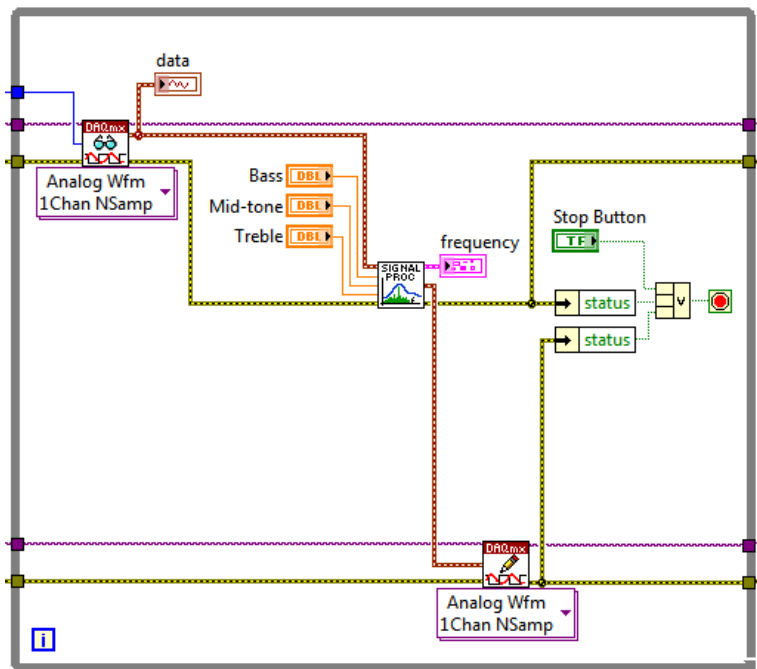 data
DAQmx
Analog Wfm
1Chan NSamp
Bass DBL
Mid-tone DBL
Treble DBL
SIGNAL
PROC
frequency
Stop Button
TF
status
status
V
DAQmx
Analog Wfm
1Chan NSamp
i